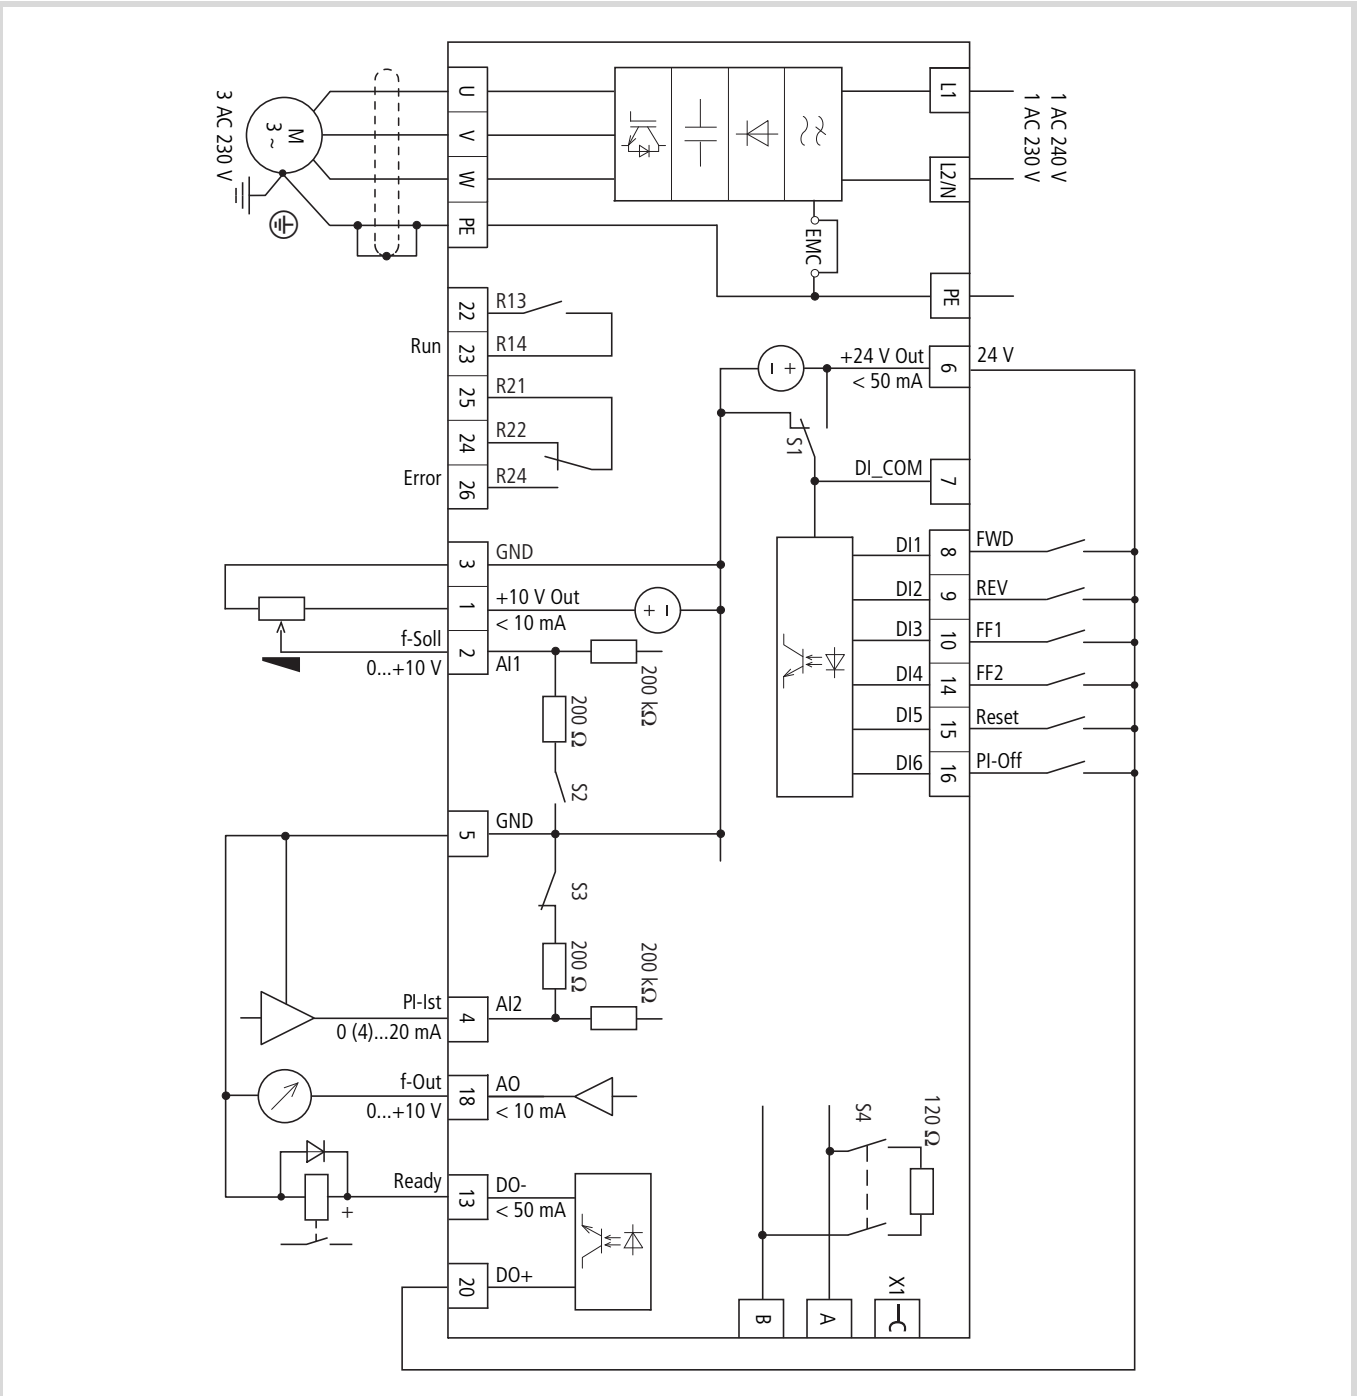 3 AC 230 V
M
3 ~
U
V
W
PE
EMC
L1
L2/N
PE
1 AC 240 V
1 AC 230 V
22
R13
Run
23
R14
25
R21
24
R22
Error
26
R24
+24 V Out
< 50 mA
6
24 V
− +
S1
DI_COM
7
3
GND
1
+10 V Out
< 10 mA
+ −
f-Soll
0...+10 V
2
AI1
200 kΩ
200 Ω
S2
DI1
8
FWD
DI2
9
REV
DI3
10
FF1
DI4
14
FF2
DI5
15
Reset
DI6
16
PI-Off
5
GND
S3
200 Ω
200 kΩ
PI-Ist
0 (4)...20 mA
4
AI2
f-Out
0...+10 V
18
AO
< 10 mA
Ready
+
13
DO-
< 50 mA
20
DO+
S4
120 Ω
X1
B
A